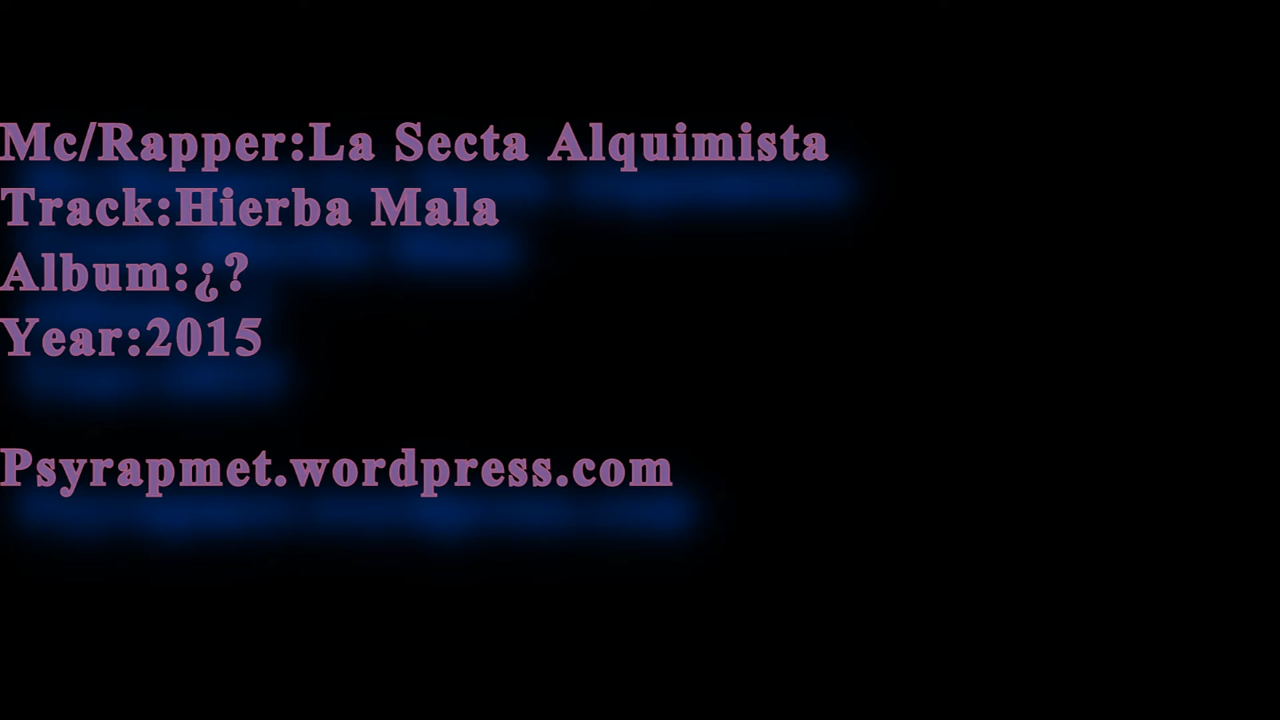 Mc/Rapper:La Secta Alquimista
Track:Hierba Mala
Album:¿?
Year:2015
Psyrapmet.wordpress.com